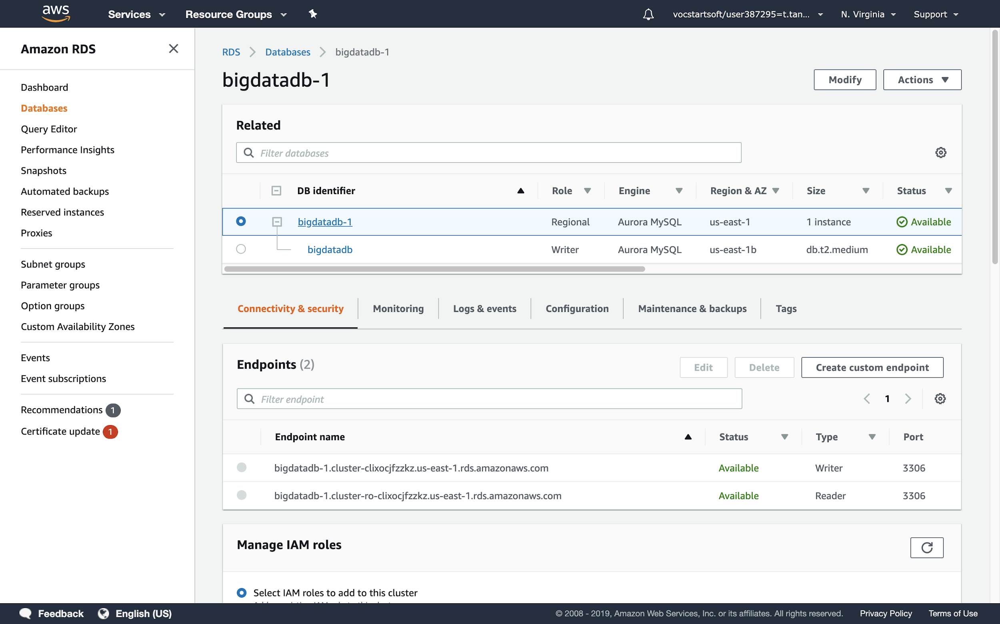 aws
Services
Resource Groups
vocstartsoft/user387295=t.tan...
N. Virginia
Support
Amazon RDS
Dashboard
Databases
Query Editor
Performance Insights
Snapshots
Automated backups
Reserved instances
Proxies
Subnet groups
Parameter groups
Option groups
Custom Availability Zones
Events
Event subscriptions
Recommendations 1
Certificate update 1
RDS Databases bigdatadb-1
bigdatadb-1
Modify
Actions
Related
Filter databases
DB identifier Role Engine Region & AZ Size Status
bigdatadb-1 Regional Aurora MySQL us-east-1 1 instance Available
bigdatadb Writer Aurora MySQL us-east-1b db.t2.medium Available
Connectivity & security
Monitoring
Logs & events
Configuration
Maintenance & backups
Tags
Endpoints (2)
Edit
Delete
Create custom endpoint
Filter endpoint
1
Endpoint name Status Type Port
bigdatadb-1.cluster-clixocjfzzkz.us-east-1.rds.amazonaws.com Available Writer 3306
bigdatadb-1.cluster-ro-clixocjfzzkz.us-east-1.rds.amazonaws.com Available Reader 3306
Manage IAM roles
Select IAM roles to add to this cluster
Feedback
English (US)
© 2008 - 2019, Amazon Web Services, Inc. or its affiliates. All rights reserved.
Privacy Policy
Terms of Use